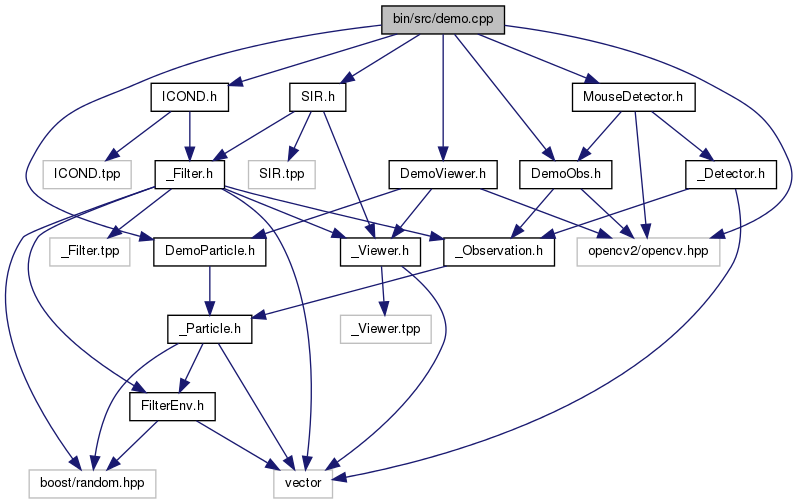 bin/src/demo.cpp
ICOND.h
SIR.h
MouseDetector.h
ICOND.tpp
_Filter.h
SIR.tpp
DemoViewer.h
DemoObs.h
_Detector.h
_Filter.tpp
DemoParticle.h
_Viewer.h
_Observation.h
opencv2/opencv.hpp
_Particle.h
_Viewer.tpp
FilterEnv.h
boost/random.hpp
vector